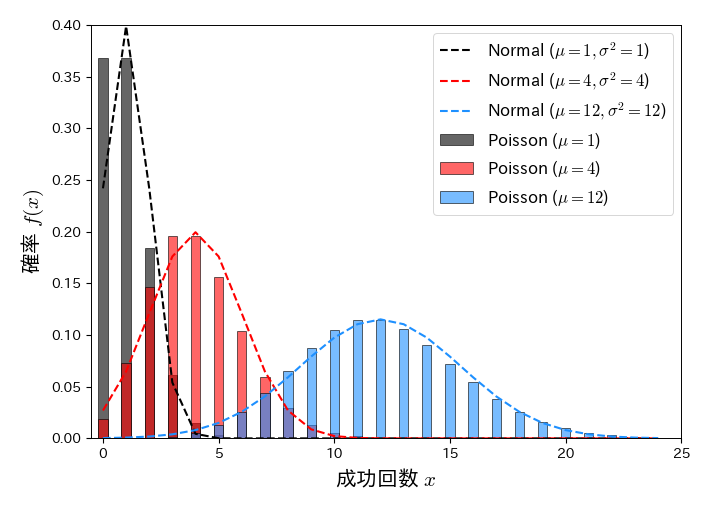 0.40
0.35
0.30
0.25
0.20
0.15
0.10
0.05
0.00
確率 f(x)
0 5 10 15 20 25
成功回数 x
Normal (μ = 1, σ² = 1)
Normal (μ = 4, σ² = 4)
Normal (μ = 12, σ² = 12)
Poisson (μ = 1)
Poisson (μ = 4)
Poisson (μ = 12)